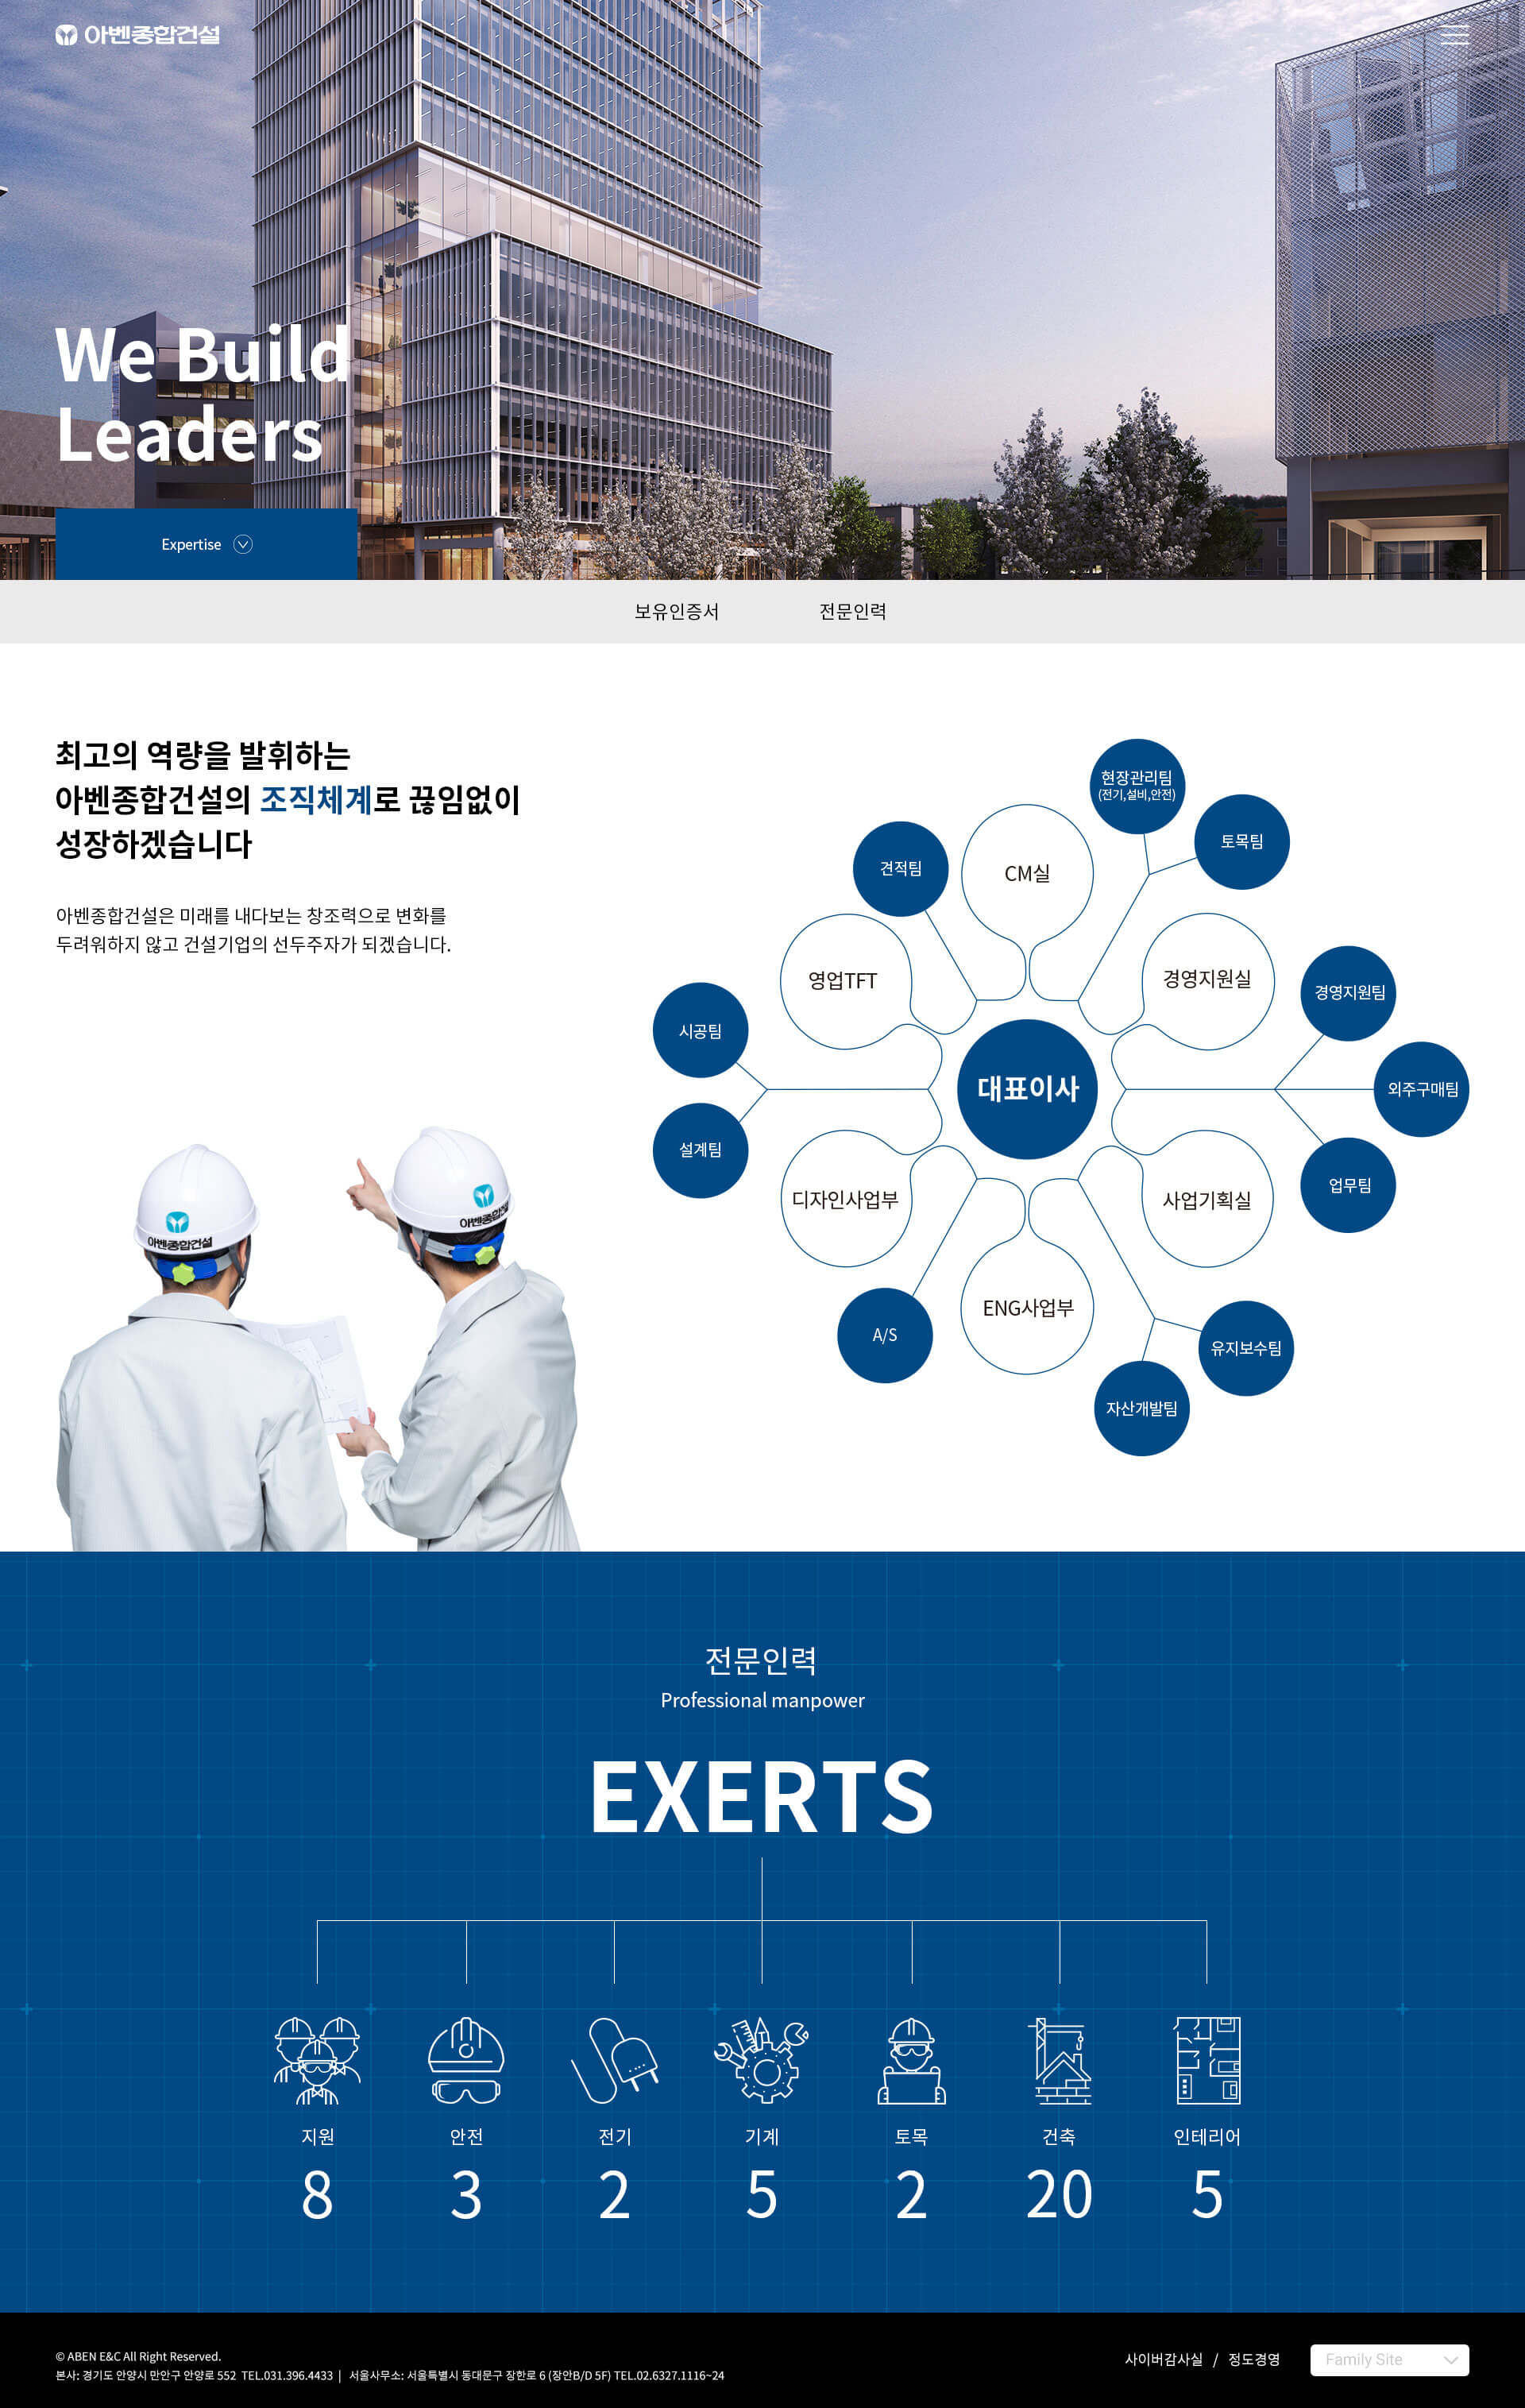 아벤종합건설
We Build
Leaders
Expertise
보유인증서
전문인력
최고의 역량을 발휘하는
아벤종합건설의 조직체계로 끊임없이
성장하겠습니다
아벤종합건설은 미래를 내다보는 창조력으로 변화를
두려워하지 않고 건설기업의 선두주자가 되겠습니다.
현장관리팀
(전기,설비,안전)
토목팀
견적팀
CM실
영업TFT
경영지원실
경영지원팀
시공팀
대표이사
외주구매팀
설계팀
디자인사업부
사업기획실
업무팀
A/S
ENG사업부
유지보수팀
자산개발팀
아벤종합건설
아벤종합건설
전문인력
Professional manpower
EXERTS
지원
안전
전기
기계
토목
건축
인테리어
8
3
2
5
2
20
5
© ABEN E&C All Right Reserved.
본사: 경기도 안양시 만안구 안양로 552 TEL.031.396.4433 | 서울사무소: 서울특별시 동대문구 장한로 6 (장안B/D 5F) TEL.02.6327.1116~24
사이버감사실 / 정도경영
Family Site